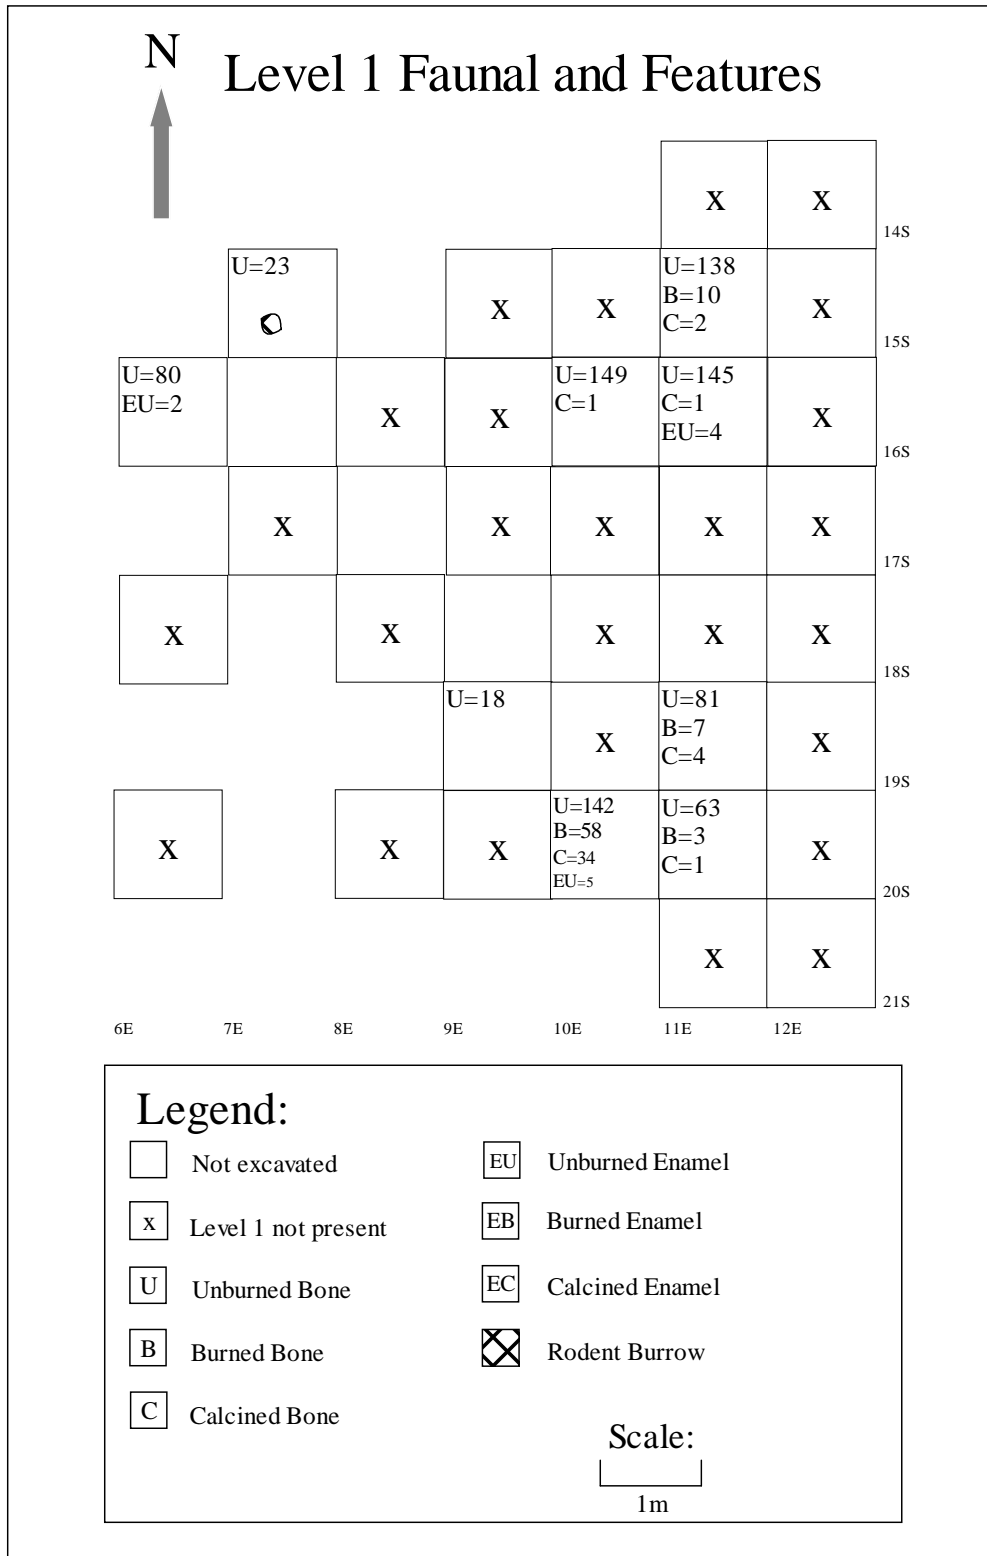 N
Level 1 Faunal and Features
x x
14S
U=23
x x
U=138
B=10
C=2
x
15S
U=80
EU=2
x x
U=149
C=1
U=145
C=1
EU=4
x
16S
x x x x x
17S
x x x x x
18S
U=18
x
U=81
B=7
C=4
x
19S
x x x
U=142
B=58
C=34
EU=5
U=63
B=3
C=1
x
20S
x x
21S
6E 7E 8E 9E 10E 11E 12E
Legend:
Not excavated
x Level 1 not present
U Unburned Bone
B Burned Bone
C Calcined Bone
EU Unburned Enamel
EB Burned Enamel
EC Calcined Enamel
Rodent Burrow
Scale:
1m